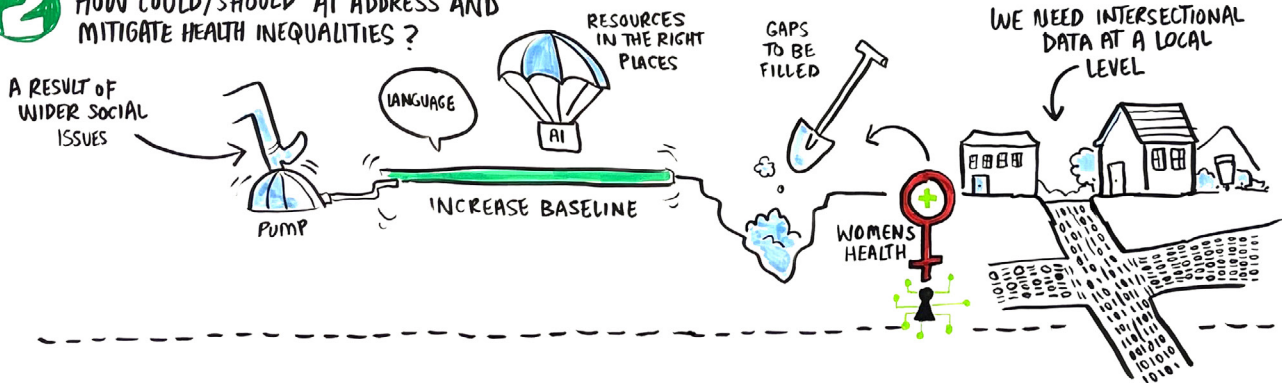 2 HOW COULD/SHOULD AI ADDRESS AND
MITIGATE HEALTH INEQUALITIES?
A RESULT OF
WIDER SOCIAL
ISSUES
PUMP
LANGUAGE
AI
RESOURCES
IN THE RIGHT
PLACES
INCREASE BASELINE
GAPS
TO BE
FILLED
WOMENS
HEALTH
WE NEED INTERSECTIONAL
DATA AT A LOCAL
LEVEL